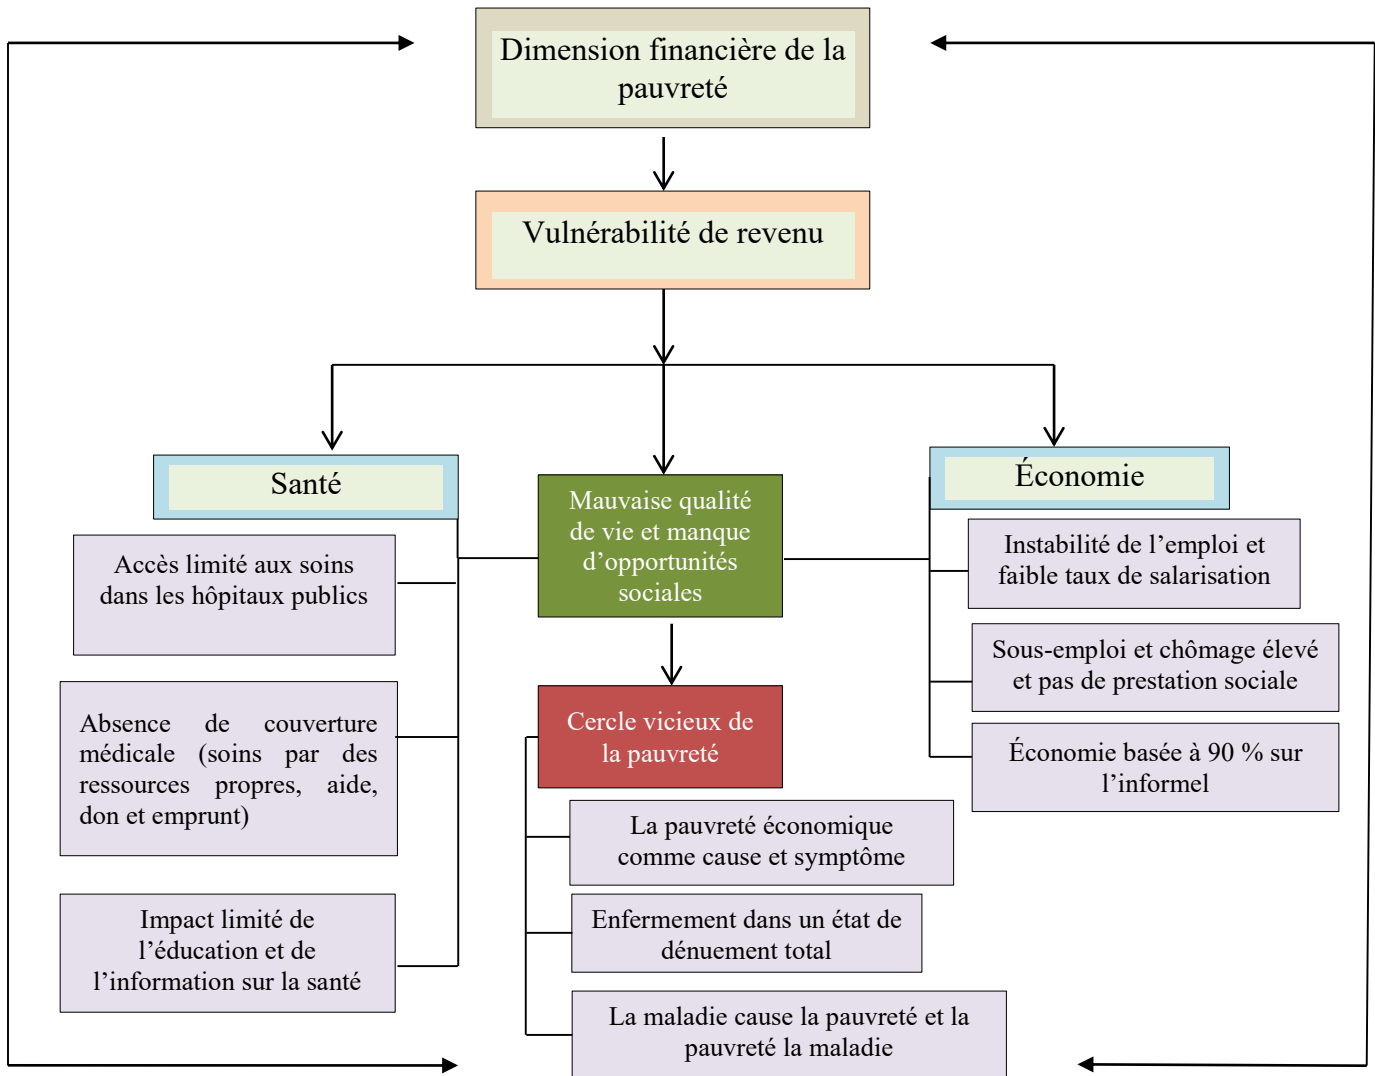 Dimension financière de la
pauvreté
Vulnérabilité de revenu
Santé
Accès limité aux soins
dans les hôpitaux publics
Absence de couverture
médicale (soins par des
ressources propres, aide,
don et emprunt)
Impact limité de
l’éducation et de
l’information sur la santé
Mauvaise qualité
de vie et manque
d’opportunités
sociales
Cercle vicieux de
la pauvreté
La pauvreté économique
comme cause et symptôme
Enfermement dans un état de
dénuement total
La maladie cause la pauvreté et la
pauvreté la maladie
Économie
Instabilité de l’emploi et
faible taux de salarisation
Sous-emploi et chômage élevé
et pas de prestation sociale
Économie basée à 90 % sur
l’informel